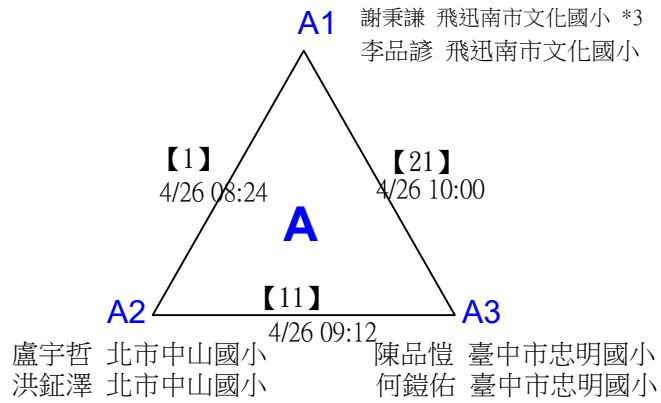 A1
謝秉謙 飛迅南市文化國小 *3
李品諺 飛迅南市文化國小
【1】
4/26 08:24
【21】
4/26 10:00
A
【11】
4/26 09:12
A2
盧宇哲 北市中山國小
洪鉦澤 北市中山國小
A3
陳品愷 臺中市忠明國小
何鎧佑 臺中市忠明國小